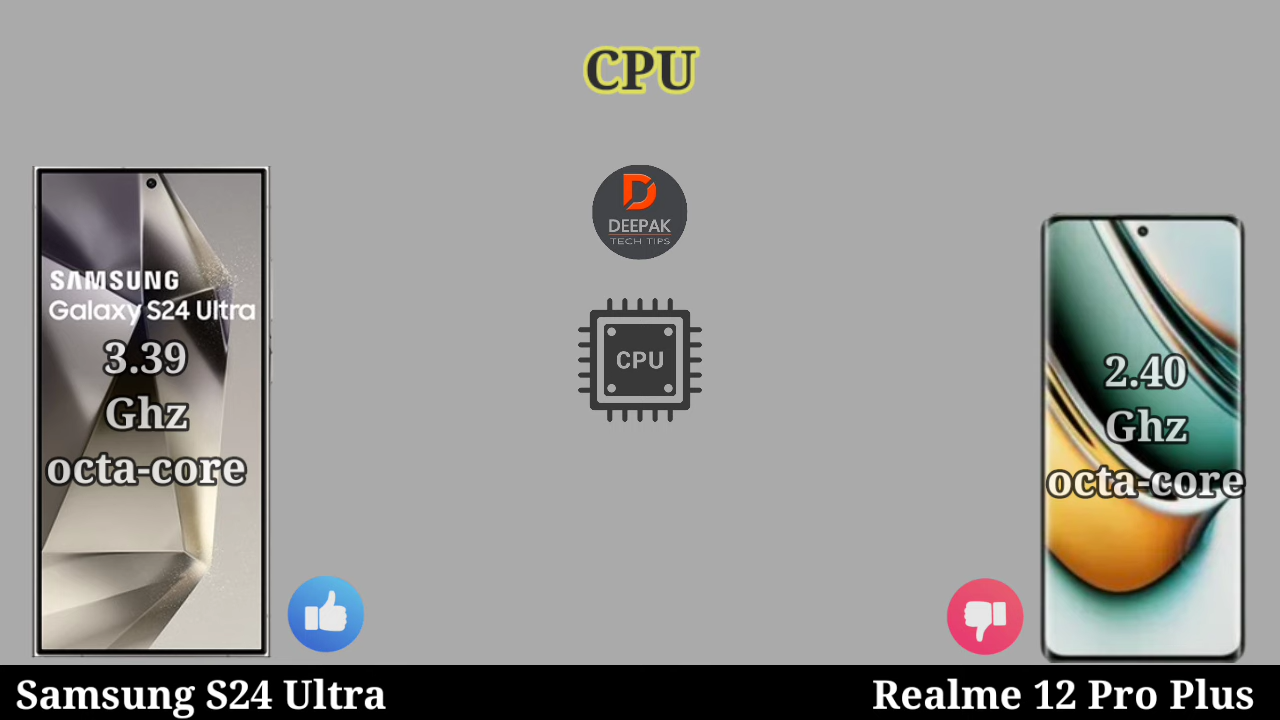 CPU
DEEPAK
TECH TIPS
CPU
SAMSUNG
Galaxy S24 Ultra
3.39
Ghz
octa-core
2.40
Ghz
octa-core
Samsung S24 Ultra
Realme 12 Pro Plus